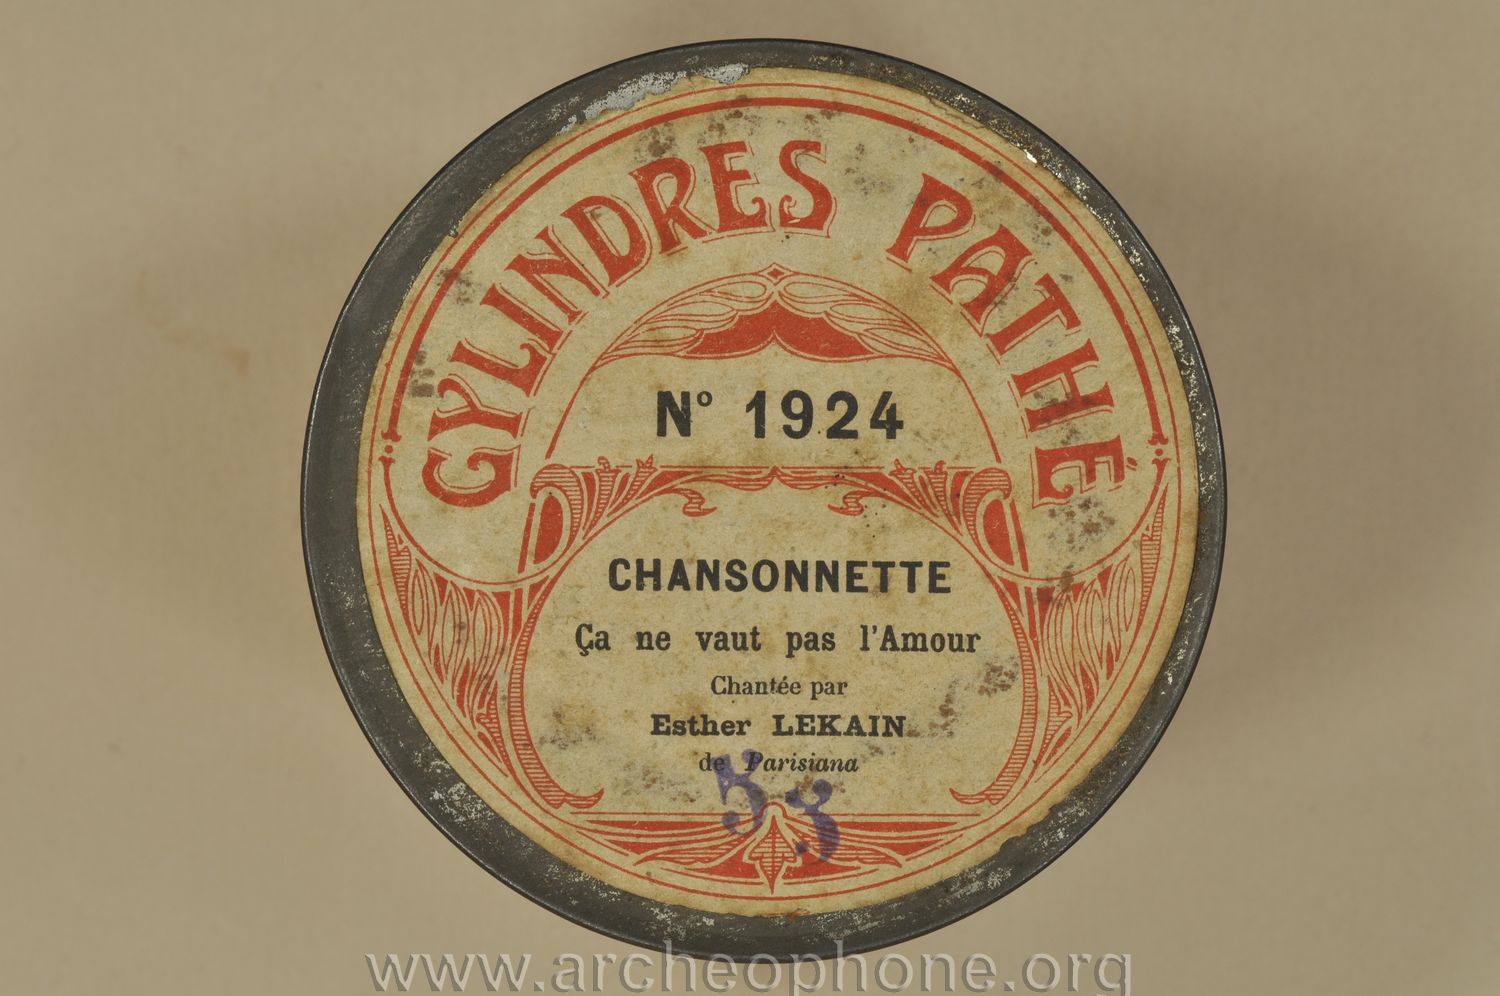 CYLINDRES PATHÉ
Nº 1924
CHANSONNETTE
Ça ne vaut pas l'Amour
Chantée par
Esther LEKAIN
de Parisiana
53
www.archeophone.org